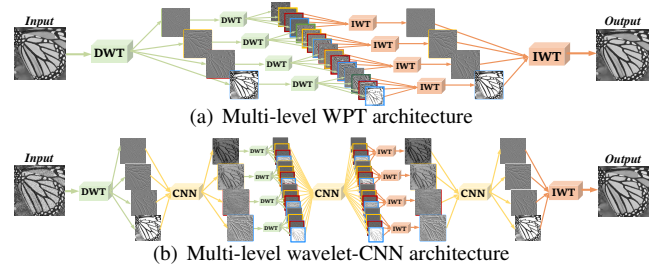 Input
Output
DWT
DWT
DWT
DWT
DWT
IWT
IWT
IWT
IWT
IWT
(a) Multi-level WPT architecture
Input
Output
DWT
CNN
DWT
DWT
DWT
DWT
CNN
IWT
IWT
IWT
IWT
CNN
IWT
(b) Multi-level wavelet-CNN architecture